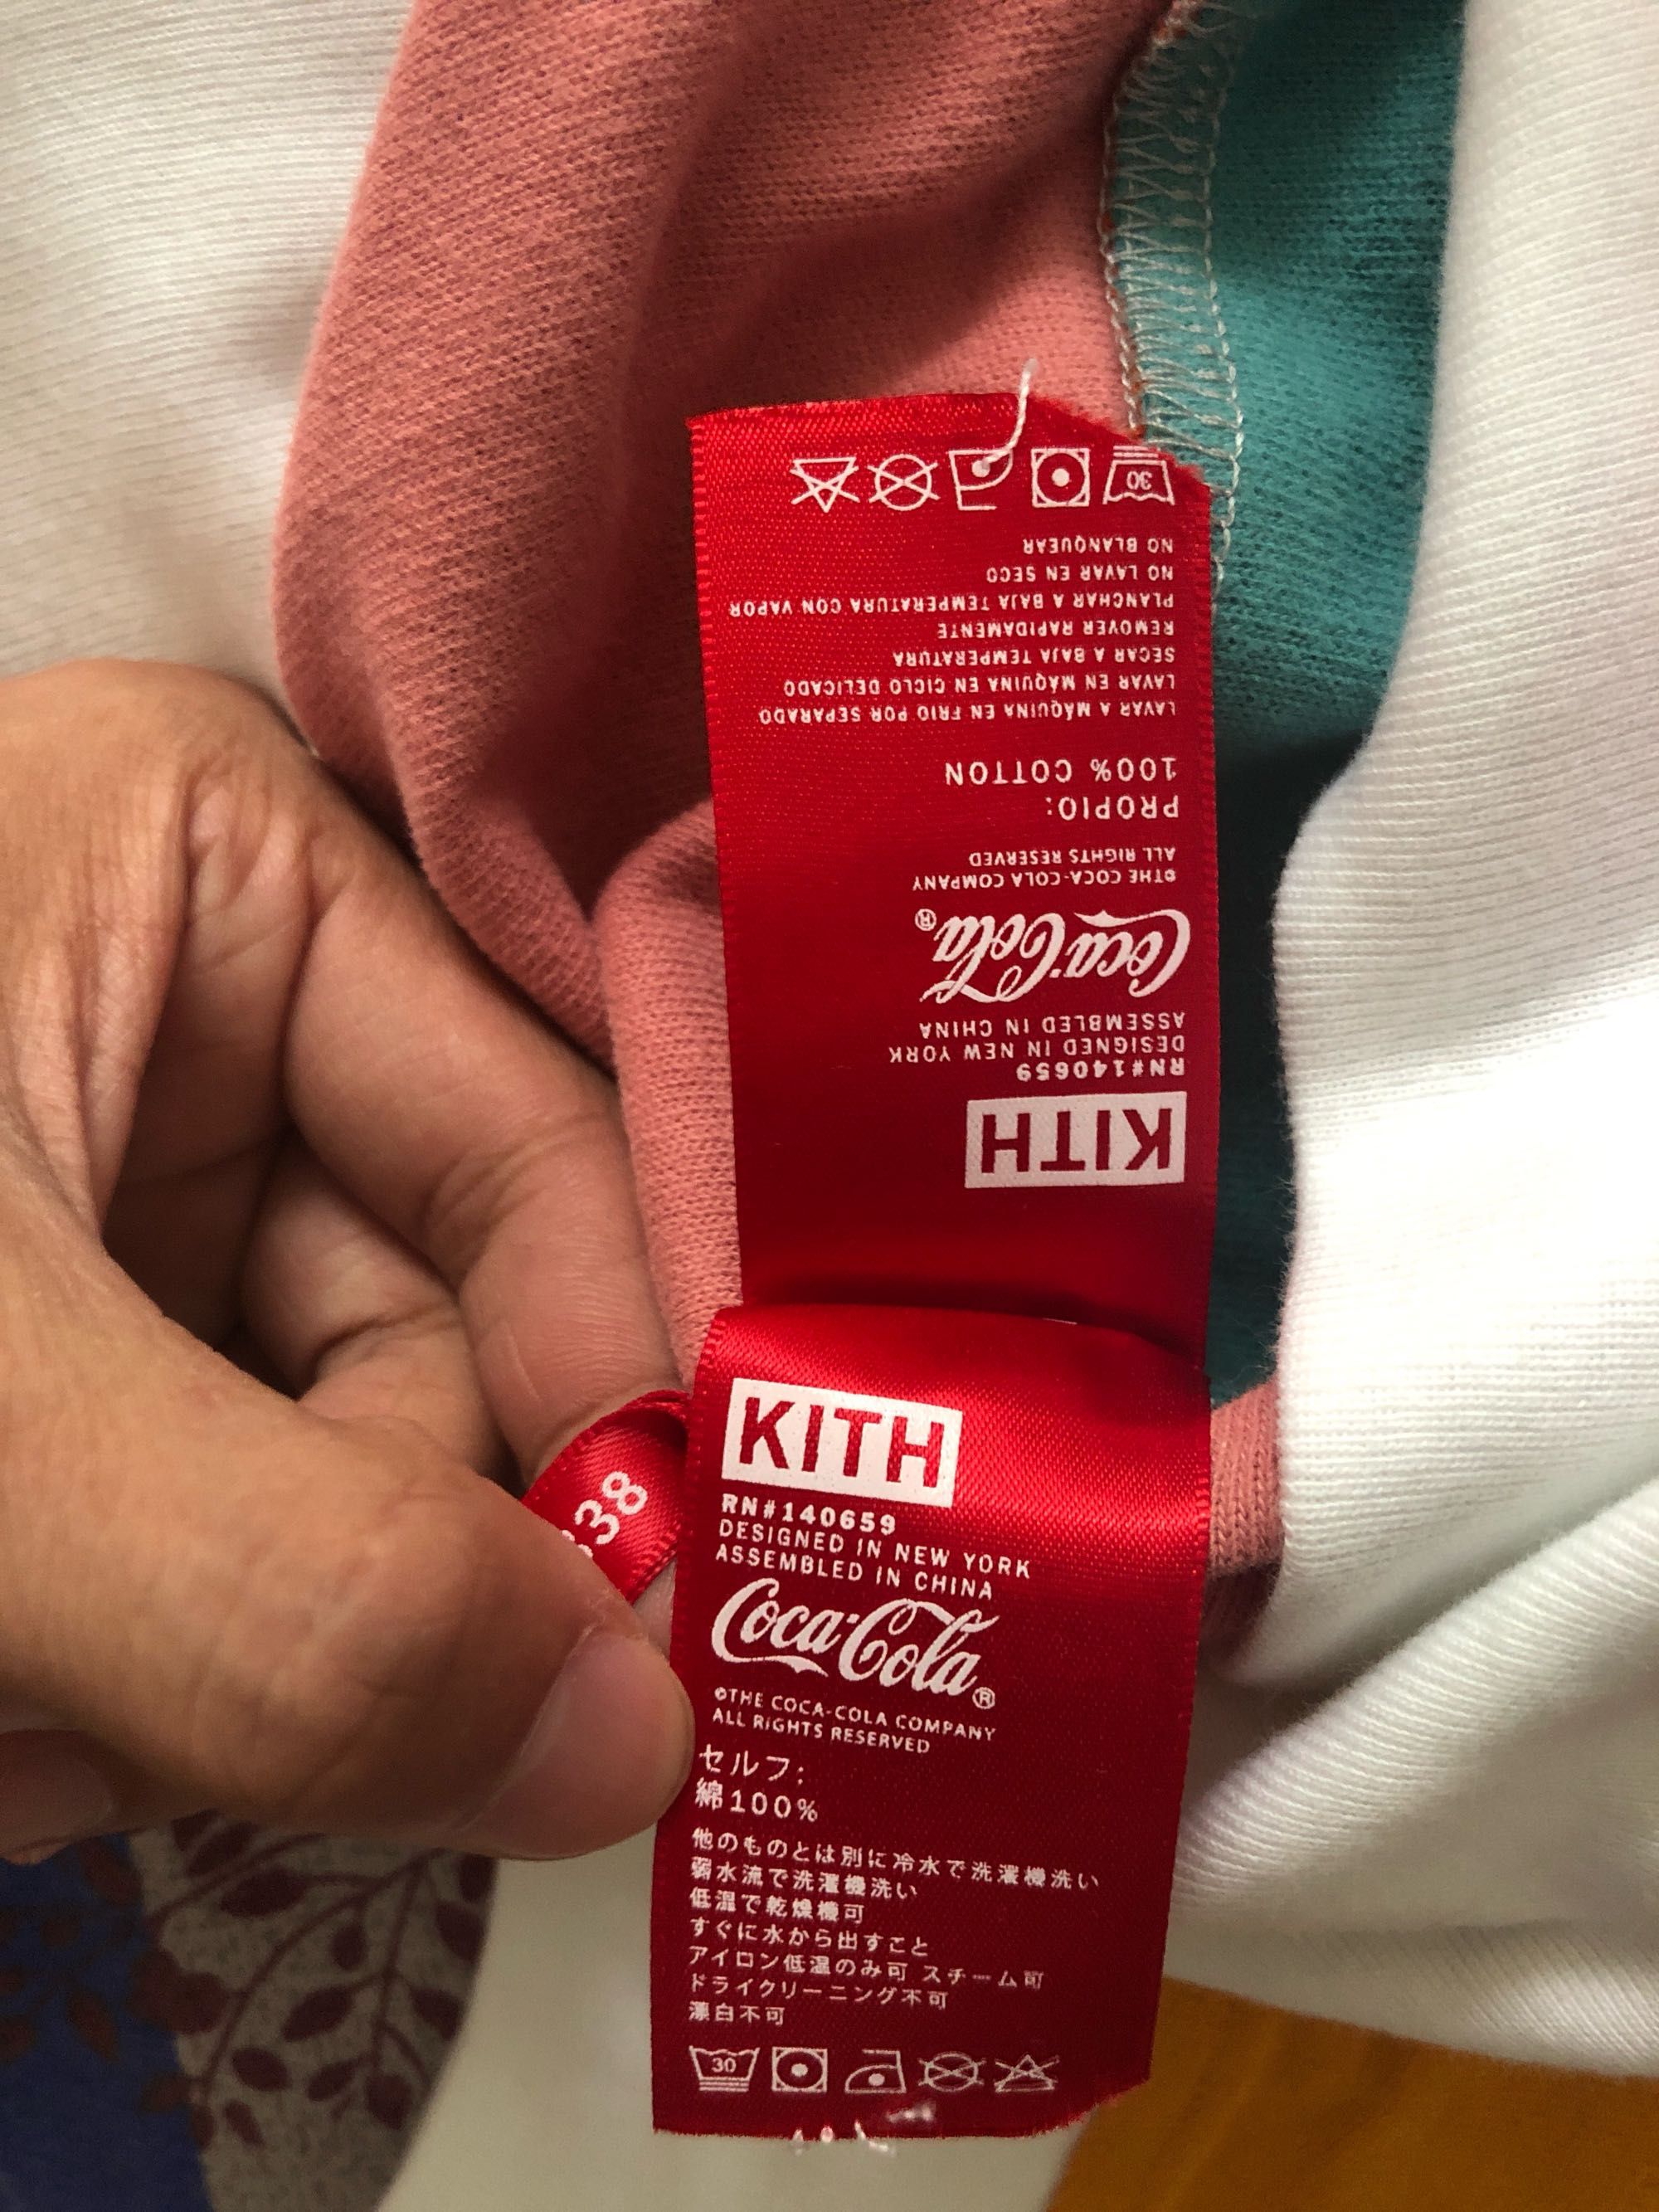 KITH
RN#140659
DESIGNED IN NEW YORK
ASSEMBLED IN CHINA
Coca-Cola®
©THE COCA-COLA COMPANY
ALL RIGHTS RESERVED
PROPIO:
100% COTTON
LAVAR A MÁQUINA EN FRIO POR SEPARADO
LAVAR EN MÁQUINA EN CICLO DELICADO
SECAR A BAJA TEMPERATURA
REMOVER RAPIDAMENTE
PLANCHAR A BAJA TEMPERATURA CON VAPOR
NO LAVAR EN SECO
NO BLANQUEAR
30
KITH
RN#140659
DESIGNED IN NEW YORK
ASSEMBLED IN CHINA
Coca-Cola®
©THE COCA-COLA COMPANY
ALL RIGHTS RESERVED
セルフ:
綿100%
他のものとは別に冷水で洗濯機洗い
弱水流で洗濯機洗い
低温で乾燥機可
すぐに水から出すこと
アイロン低温のみ可 スチーム可
ドライクリーニング不可
漂白不可
30